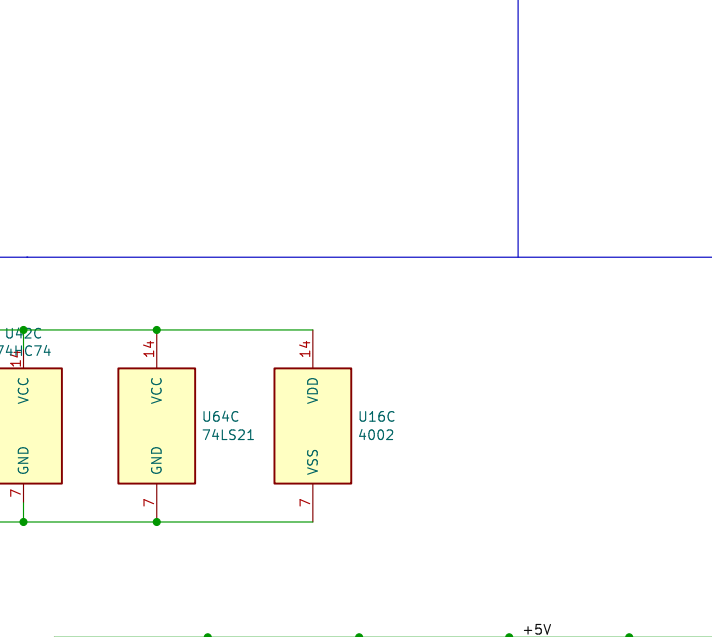 U42C
74HC74
14
VCC
GND
7
14
VCC
GND
7
U64C
74LS21
14
VDD
VSS
7
U16C
4002
+5V